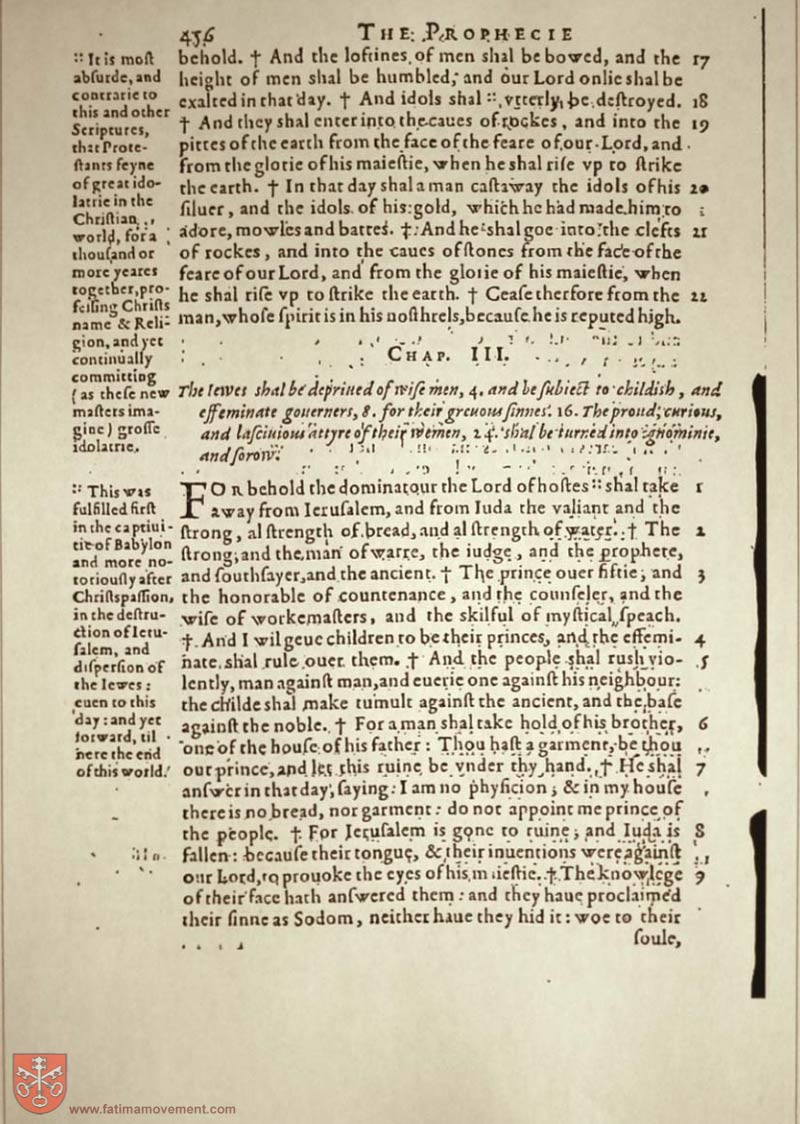 456
THE PROPHECIE
behold. † And the loftines of men shal be bowed, and the 17
height of men shal be humbled, and our Lord onlie shal be
exalted in that day. † And idols shal :: vtterly be destroyed. 18
† And they shal enter into the caues of rockes, and into the 19
pittes of the earth from the face of the feare of our Lord, and
from the glorie of his maiestie, when he shal rise vp to strike
the earth. † In that day shal a man cast away the idols of his 20
siluer, and the idols of his gold, which he had made him to
adore, mowles and battes. † And he shal goe into the clefts 21
of rockes, and into the caues of stones from the face of the
feare of our Lord, and from the glorie of his maiestie, when
he shal rise vp to strike the earth. † Cease therfore from the 22
man, whose spirit is in his nosthrels, because he is reputed high.
:: It is most
absurde, and
contrarie to
this and other
Scriptures,
that Prote-
stants feyne
of great ido-
latrie in the
Christian
world, for a
thousand or
more yeares
together, pro-
fessing Christs
name & Reli-
gion, and yet
continually
committing
(as these new
masters ima-
gine) grosse
idolatrie.
CHAP. III.
The Iewes shal be depriued of wise men, 4. and be subiect to childish, and
effeminate gouerners, 8. for their greuous sinnes. 16. The proud, curious,
and lasciuious attyre of their wemen, 24. shal be turned into ignominie,
and sorow.
FOR behold the dominatour the Lord of hostes :: shal take 1
away from Ierusalem, and from Iuda the valiant and the
strong, al strength of bread, and al strength of water. † The 2
strong, and the man of warre, the iudge, and the prophete,
and southsayer, and the ancient. † The prince ouer fiftie, and 3
the honorable of countenance, and the counseler, and the
wise of workemasters, and the skilful of mystical speach.
† And I wil geue children to be their princes, and the effemi- 4
nate shal rule ouer them. † And the people shal rush vio- 5
lently, man against man, and euerie one against his neighbour:
the childe shal make tumult against the ancient, and the base
against the noble. † For a man shal take hold of his brother, 6
one of the house of his father: Thou hast a garment, be thou
our prince, and let this ruine be vnder thy hand. † He shal 7
answer in that day, saying: I am no physicion, & in my house
there is no bread, nor garment: do not appoint me prince of
the people. † For Ierusalem is gone to ruine, and Iuda is 8
fallen: because their tongue, & their inuentions were against
our Lord, to prouoke the eyes of his maiestie. † The knowlege 9
of their face hath answered them: and they haue proclaimed
their sinne as Sodom, neither haue they hid it: woe to their
soule,
:: This was
fulfilled first
in the captiui-
tie of Babylon
and more no-
toriously after
Christs passion,
in the destru-
ction of Ieru-
salem, and
dispersion of
the Iewes:
euen to this
day: and yet
forward, til
nere the end
of this world.
www.fatimamovement.com